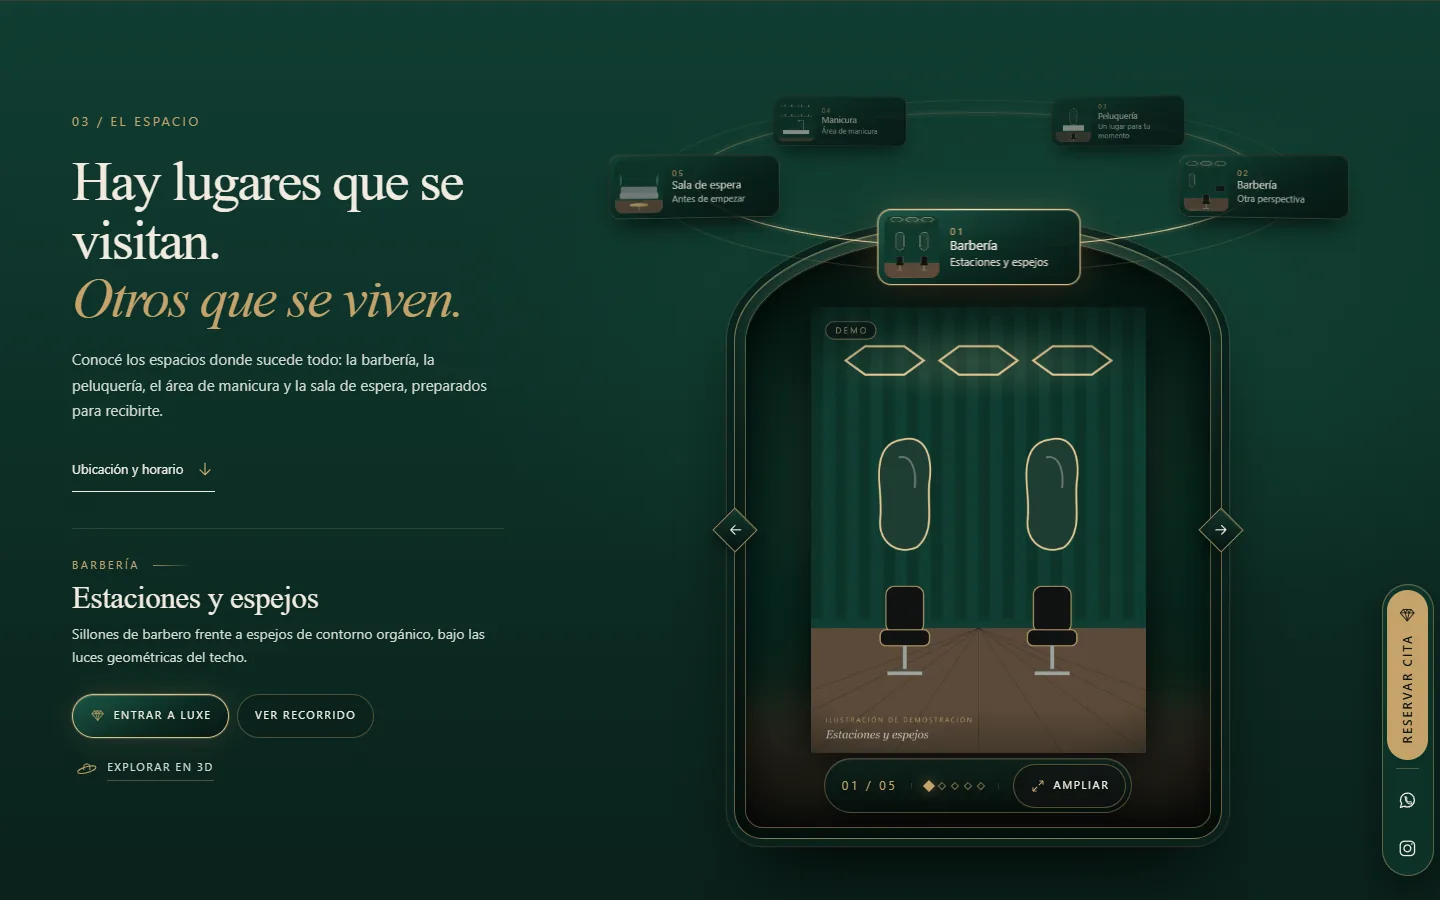 03 / EL ESPACIO
Hay lugares que se
visitan.
Otros que se viven.
Conocé los espacios donde sucede todo: la barbería, la
peluquería, el área de manicura y la sala de espera, preparados
para recibirte.
Ubicación y horario
BARBERÍA
Estaciones y espejos
Sillones de barbero frente a espejos de contorno orgánico, bajo las
luces geométricas del techo.
ENTRAR A LUXE
VER RECORRIDO
EXPLORAR EN 3D
04
Manicura
Área de manicura
03
Peluquería
Un lugar para tu
momento
05
Sala de espera
Antes de empezar
02
Barbería
Otra perspectiva
01
Barbería
Estaciones y espejos
DEMO
ILUSTRACIÓN DE DEMOSTRACIÓN
Estaciones y espejos
01 / 05
AMPLIAR
RESERVAR CITA